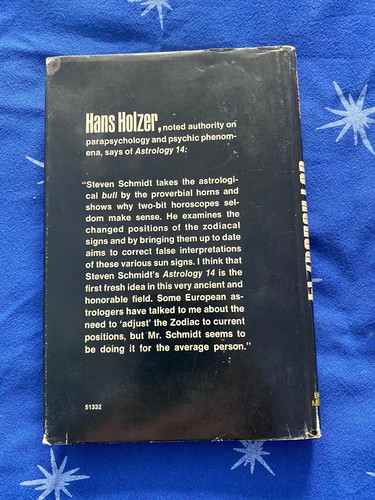 Hans Holzer, noted authority on
parapsychology and psychic phenom-
ena, says of Astrology 14:
"Steven Schmidt takes the astrologi-
cal bull by the proverbial horns and
shows why two-bit horoscopes sel-
dom make sense. He examines the
changed positions of the zodiacal
signs and by bringing them up to date
aims to correct false interpretations
of these various sun signs. I think that
Steven Schmidt's Astrology 14 is the
first fresh idea in this very ancient and
honorable field. Some European as-
trologers have talked to me about the
need to 'adjust' the Zodiac to current
positions, but Mr. Schmidt seems to
be doing it for the average person."
51332